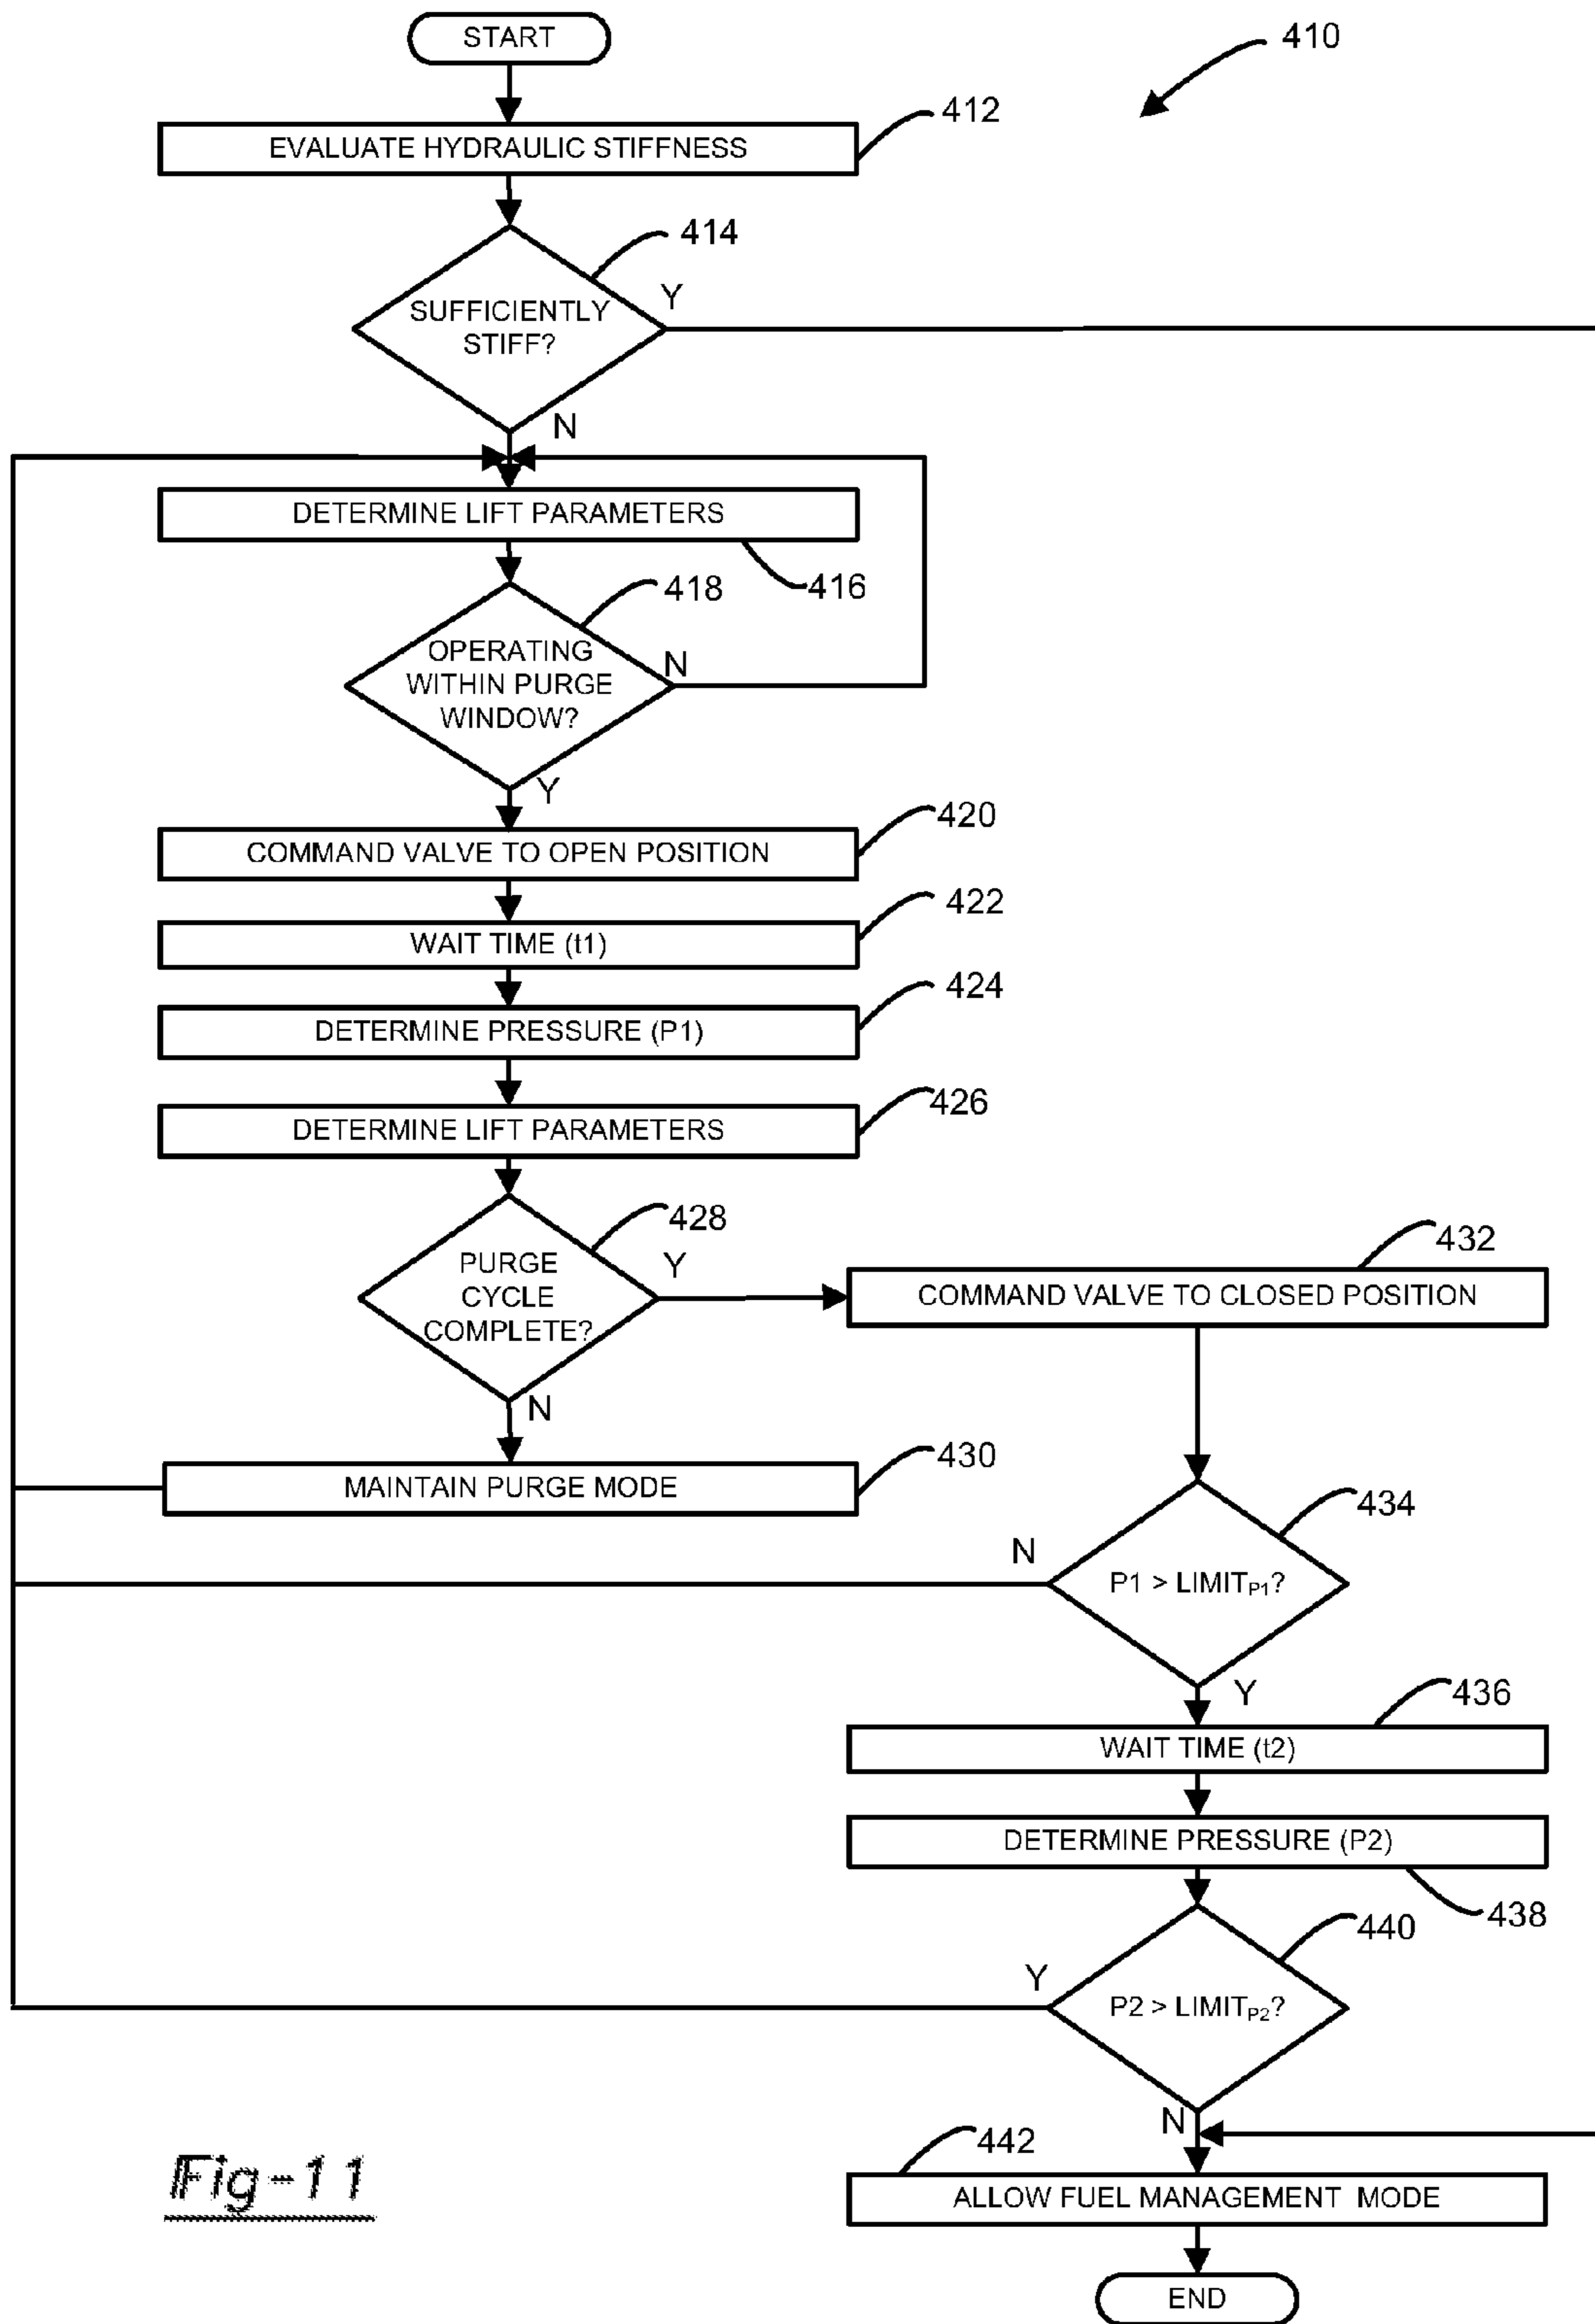 START
410
412
EVALUATE HYDRAULIC STIFFNESS
414
Y
SUFFICIENTLY
STIFF?
N
DETERMINE LIFT PARAMETERS
416
418
N
OPERATING
WITHIN PURGE
WINDOW?
Y
420
COMMAND VALVE TO OPEN POSITION
422
WAIT TIME (t1)
424
DETERMINE PRESSURE (P1)
426
DETERMINE LIFT PARAMETERS
428
Y
PURGE
CYCLE
COMPLETE?
N
432
COMMAND VALVE TO CLOSED POSITION
430
MAINTAIN PURGE MODE
434
N
P1 > LIMITP1?
Y
436
WAIT TIME (t2)
DETERMINE PRESSURE (P2)
438
440
Y
P2 > LIMITP2?
N
442
ALLOW FUEL MANAGEMENT MODE
END
Fig-11